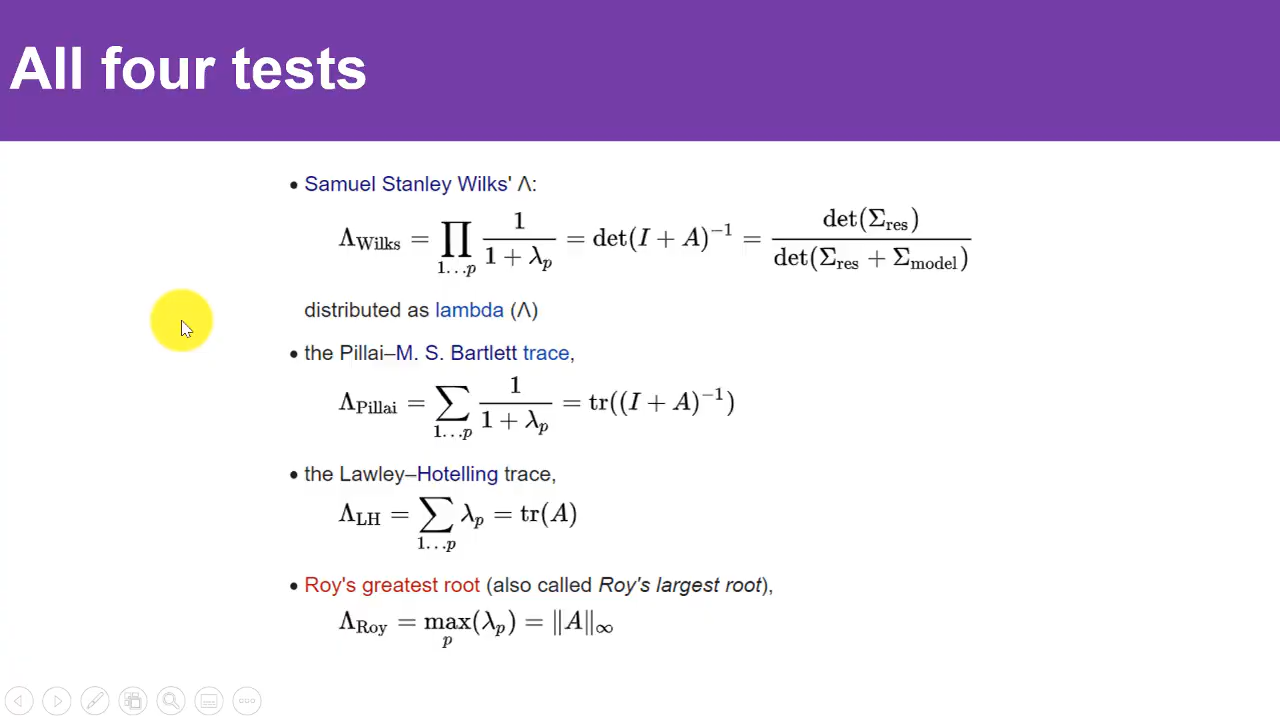 All four tests
• Samuel Stanley Wilks' Λ:
Λ_Wilks = ∏_{1…p} 1/(1 + λ_p) = det(I + A)^{−1} = det(Σ_res)/det(Σ_res + Σ_model)
distributed as lambda (Λ)
• the Pillai–M. S. Bartlett trace,
Λ_Pillai = ∑_{1…p} 1/(1 + λ_p) = tr((I + A)^{−1})
• the Lawley–Hotelling trace,
Λ_LH = ∑_{1…p} λ_p = tr(A)
• Roy's greatest root (also called Roy's largest root),
Λ_Roy = max_p(λ_p) = ‖A‖_∞